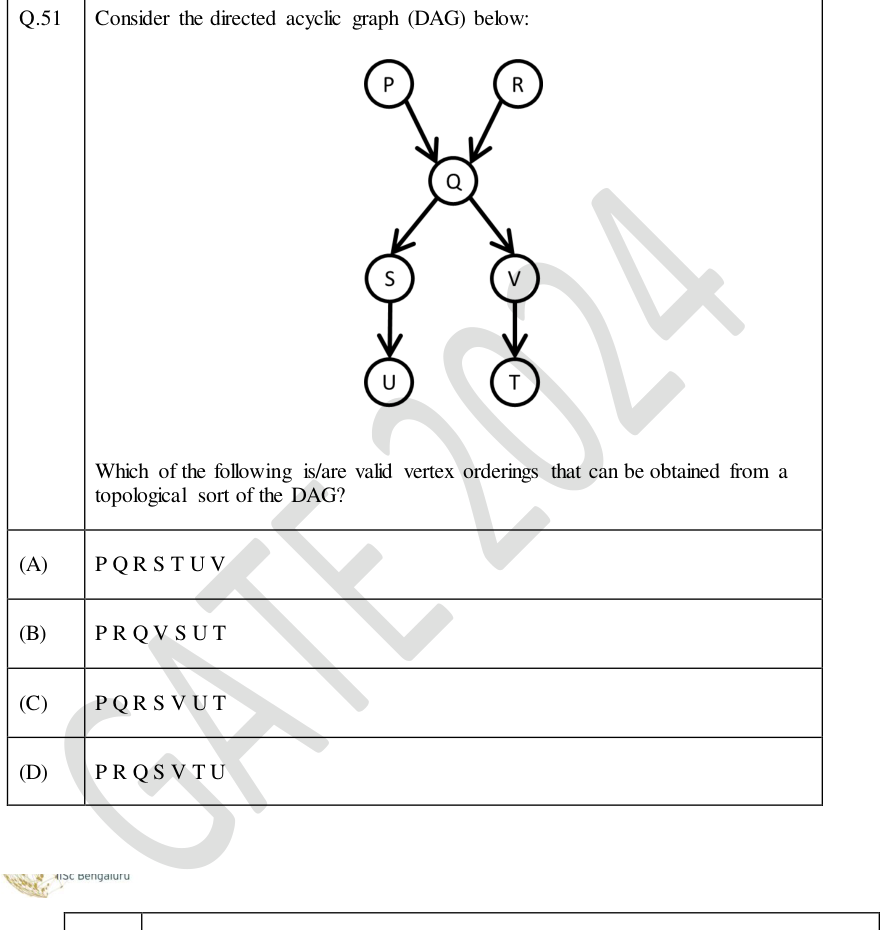 Q.51 Consider the directed acyclic graph (DAG) below:
P R
Q
S V
U T
Which of the following is/are valid vertex orderings that can be obtained from a
topological sort of the DAG?
(A) P Q R S T U V
(B) P R Q V S U T
(C) P Q R S V U T
(D) P R Q S V T U
GATE 2024
IISc Bengaluru